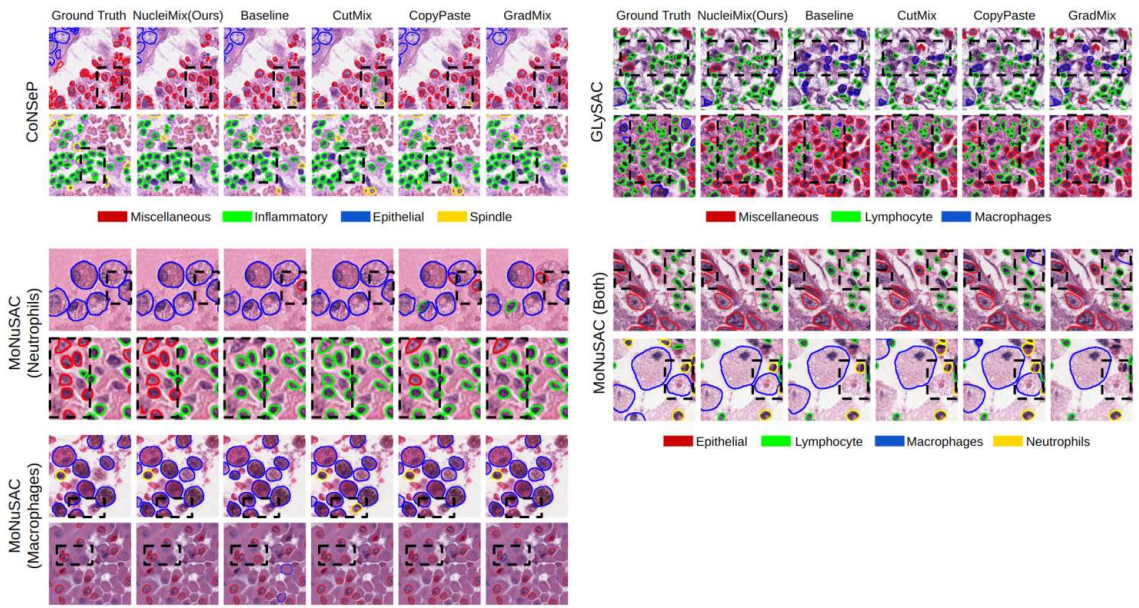 Ground Truth NucleiMix(Ours) Baseline CutMix CopyPaste GradMix
CoNSeP
Miscellaneous Inflammatory Epithelial Spindle
MoNuSAC
(Neutrophils)
MoNuSAC
(Macrophages)
Ground Truth NucleiMix(Ours) Baseline CutMix CopyPaste GradMix
GLySAC
Miscellaneous Lymphocyte Macrophages
MoNuSAC (Both)
Epithelial Lymphocyte Macrophages Neutrophils